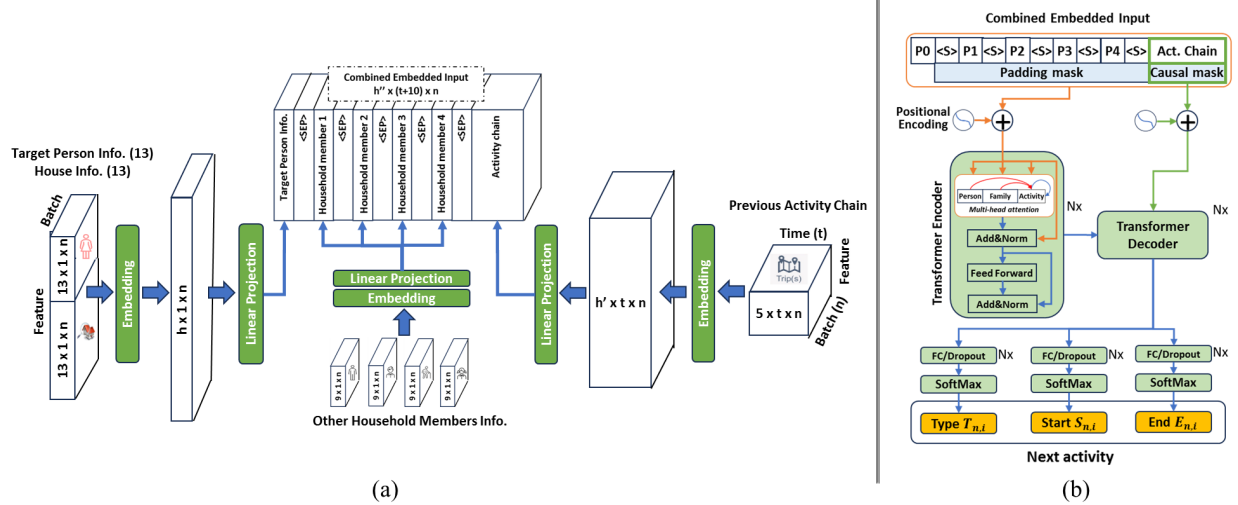 Target Person Info. (13)
House Info. (13)
Batch
Feature
13 x 1 x n
13 x 1 x n
Embedding
h x 1 x n
Linear Projection
Combined Embedded Input
h'' x (t+10) x n
Target Person Info.
<SEP>
Household member 1
<SEP>
Household member 2
<SEP>
Household member 3
<SEP>
Household member 4
<SEP>
Activity chain
Linear Projection
Embedding
9 x 1 x n
9 x 1 x n
9 x 1 x n
9 x 1 x n
Other Household Members Info.
Linear Projection
h' x t x n
Embedding
Previous Activity Chain
Time (t)
Feature
Trip(s)
5 x t x n
Batch (n)
(a)
Combined Embedded Input
P0 <S> P1 <S> P2 <S> P3 <S> P4 <S> Act. Chain
Padding mask Causal mask
Positional
Encoding
Transformer Encoder
Person Family Activity
Multi-head attention
Nx
Add&Norm
Feed Forward
Add&Norm
Transformer
Decoder
Nx
FC/Dropout Nx FC/Dropout Nx FC/Dropout Nx
SoftMax SoftMax SoftMax
Type T_{n,i} Start S_{n,i} End E_{n,i}
Next activity
(b)